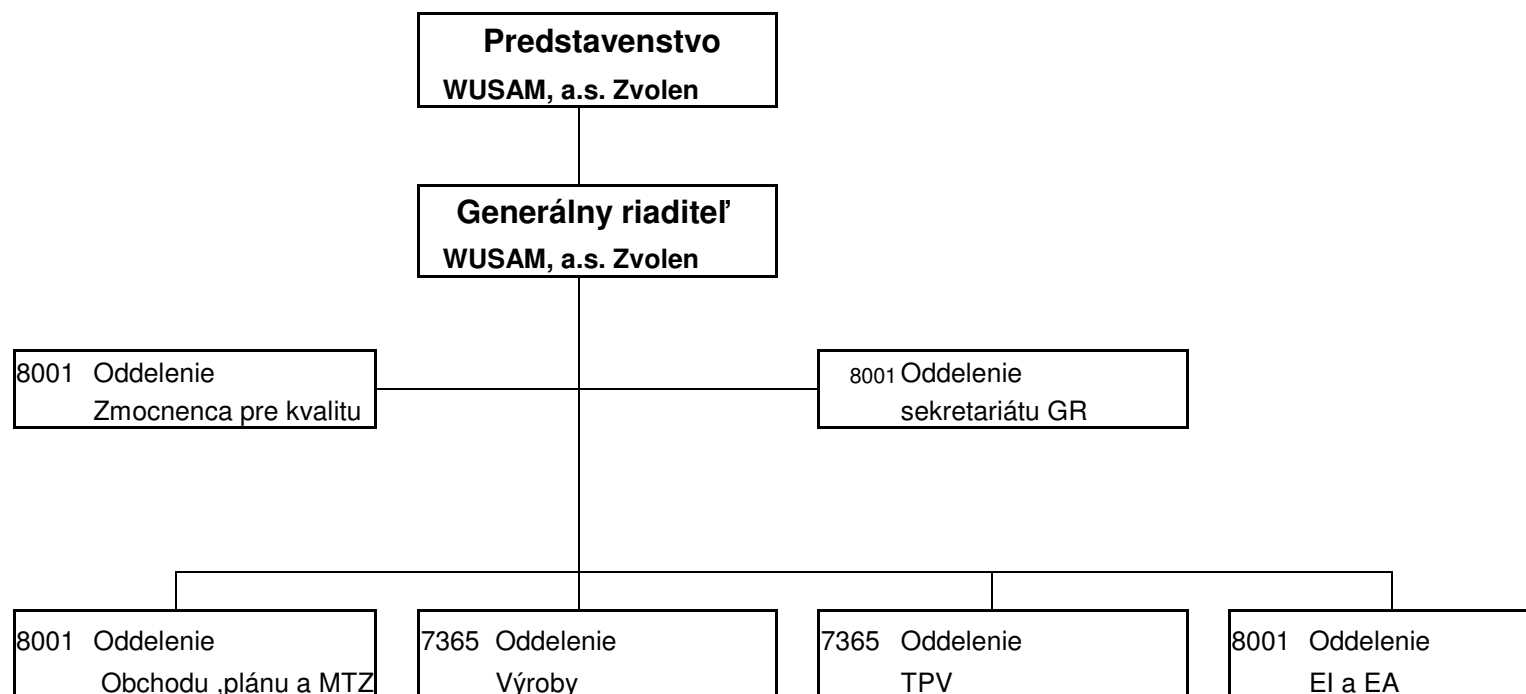 Predstavenstvo
WUSAM, a.s. Zvolen
Generálny riaditeľ
WUSAM, a.s. Zvolen
8001 Oddelenie
Zmocnenca pre kvalitu
8001 Oddelenie
sekretariátu GR
8001 Oddelenie
Obchodu ,plánu a MTZ
7365 Oddelenie
Výroby
7365 Oddelenie
TPV
8001 Oddelenie
EI a EA